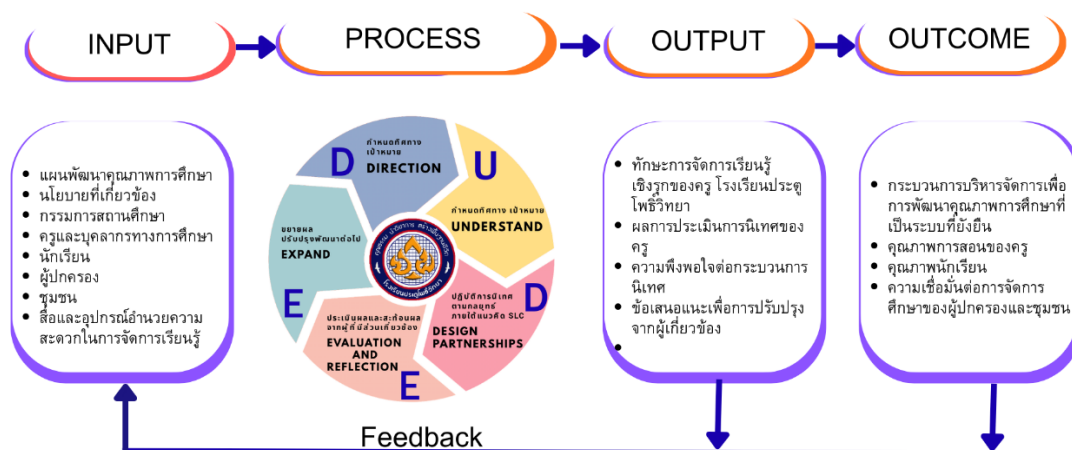 INPUT
PROCESS
OUTPUT
OUTCOME
แผนพัฒนาคุณภาพการศึกษา
นโยบายที่เกี่ยวข้อง
กรรมการสถานศึกษา
ครูและบุคลากรทางการศึกษา
นักเรียน
ผู้ปกครอง
ชุมชน
สื่อและอุปกรณ์อำนวยความ
สะดวกในการจัดการเรียนรู้
D
กำหนดทิศทาง
เป้าหมาย
DIRECTION
U
กำหนดทิศทาง เป้าหมาย
UNDERSTAND
D
ปฏิบัติการนิเทศ
ตามกลยุทธ์
ภายใต้แนวคิด SLC
DESIGN
PARTNERSHIPS
E
ประเมินผลและสะท้อนผล
จากผู้ที่มีส่วนเกี่ยวข้อง
EVALUATION
AND
REFLECTION
E
ขยายผล
ปรับปรุงพัฒนาต่อไป
EXPAND
โรงเรียนประตูโพธิ์วิทยา
ทักษะการจัดการเรียนรู้
เชิงรุกของครู โรงเรียนประตู
โพธิ์วิทยา
ผลการประเมินการนิเทศของ
ครู
ความพึงพอใจต่อกระบวนการ
นิเทศ
ข้อเสนอแนะเพื่อการปรับปรุง
จากผู้เกี่ยวข้อง
กระบวนการบริหารจัดการเพื่อ
การพัฒนาคุณภาพการศึกษาที่
เป็นระบบที่ยั่งยืน
คุณภาพการสอนของครู
คุณภาพนักเรียน
ความเชื่อมั่นต่อการจัดการ
ศึกษาของผู้ปกครองและชุมชน
Feedback